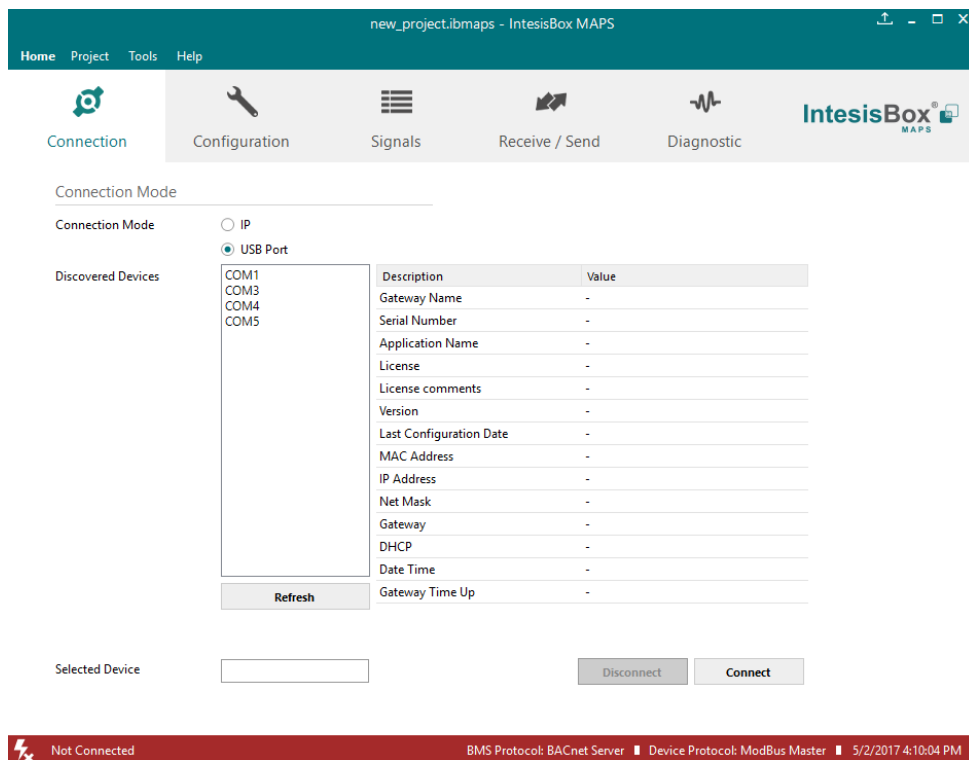 new_project.ibmaps - IntesisBox MAPS
Home Project Tools Help
Connection Configuration Signals Receive / Send Diagnostic
IntesisBox®
MAPS
Connection Mode
Connection Mode
IP
USB Port
Discovered Devices
COM1
COM3
COM4
COM5
Description Value
Gateway Name -
Serial Number -
Application Name -
License -
License comments -
Version -
Last Configuration Date -
MAC Address -
IP Address -
Net Mask -
Gateway -
DHCP -
Date Time -
Gateway Time Up -
Refresh
Selected Device
Disconnect Connect
Not Connected BMS Protocol: BACnet Server Device Protocol: ModBus Master 5/2/2017 4:10:04 PM